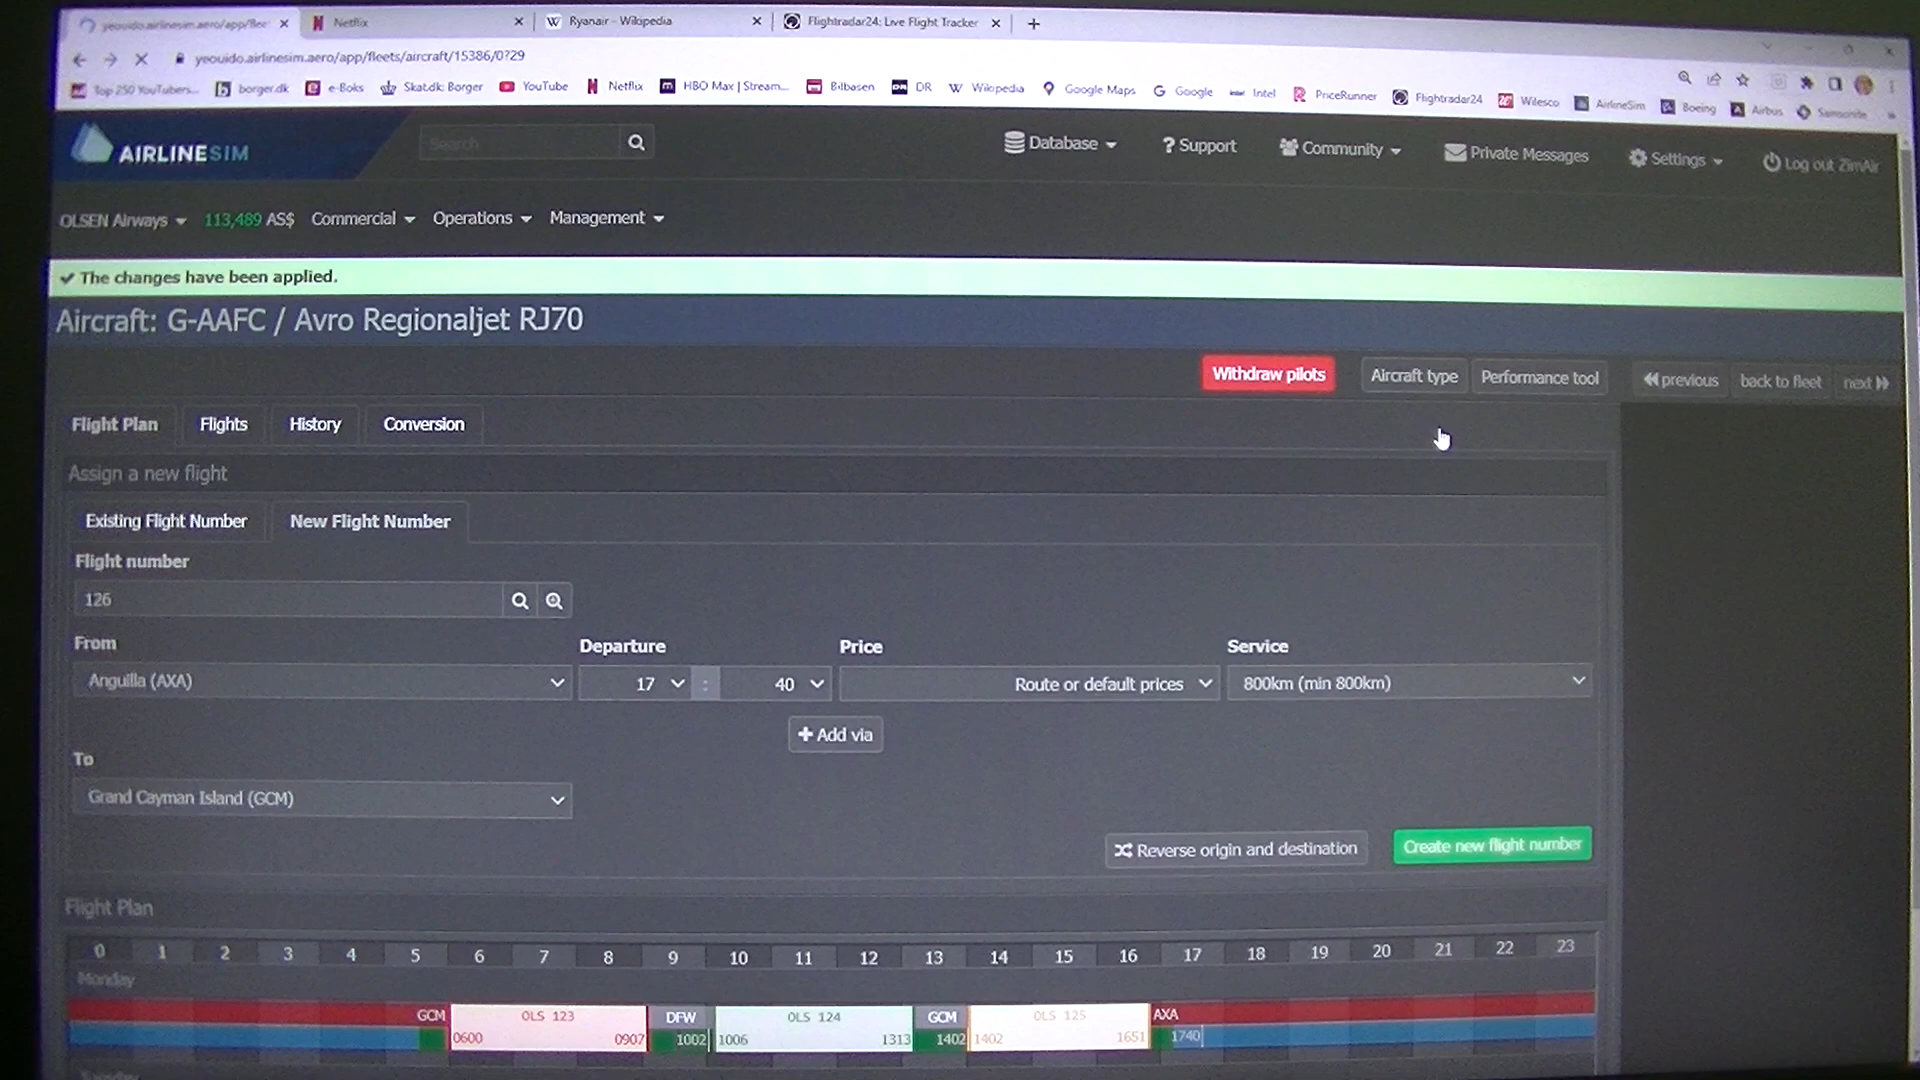 yeouido.airlinesim.aero/app/flee
Netflix
Ryanair - Wikipedia
Flightradar24: Live Flight Tracker
yeouido.airlinesim.aero/app/fleets/aircraft/15386/0?29
Top 250 YouTubers...
borger.dk
e-Boks
Skat.dk: Borger
YouTube
Netflix
HBO Max | Stream...
Bilbasen
DR
Wikipedia
Google Maps
Google
Intel
PriceRunner
Flightradar24
Wilesco
AirlineSim
Boeing
Airbus
Samsonite
AIRLINESIM
Search
Database
? Support
Community
Private Messages
Settings
Log out ZimAir
OLSEN Airways
113,489 AS$
Commercial
Operations
Management
The changes have been applied.
Aircraft: G-AAFC / Avro Regionaljet RJ70
Withdraw pilots
Aircraft type
Performance tool
previous
back to fleet
next
Flight Plan
Flights
History
Conversion
Assign a new flight
Existing Flight Number
New Flight Number
Flight number
126
From
Departure
Price
Service
Anguilla (AXA)
17 : 40
Route or default prices
800km (min 800km)
+ Add via
To
Grand Cayman Island (GCM)
Reverse origin and destination
Create new flight number
Flight Plan
0 1 2 3 4 5 6 7 8 9 10 11 12 13 14 15 16 17 18 19 20 21 22 23
Monday
GCM OLS 123 DFW OLS 124 GCM OLS 125 AXA
0600 0907 1002 1006 1313 1402 1402 1651 1740